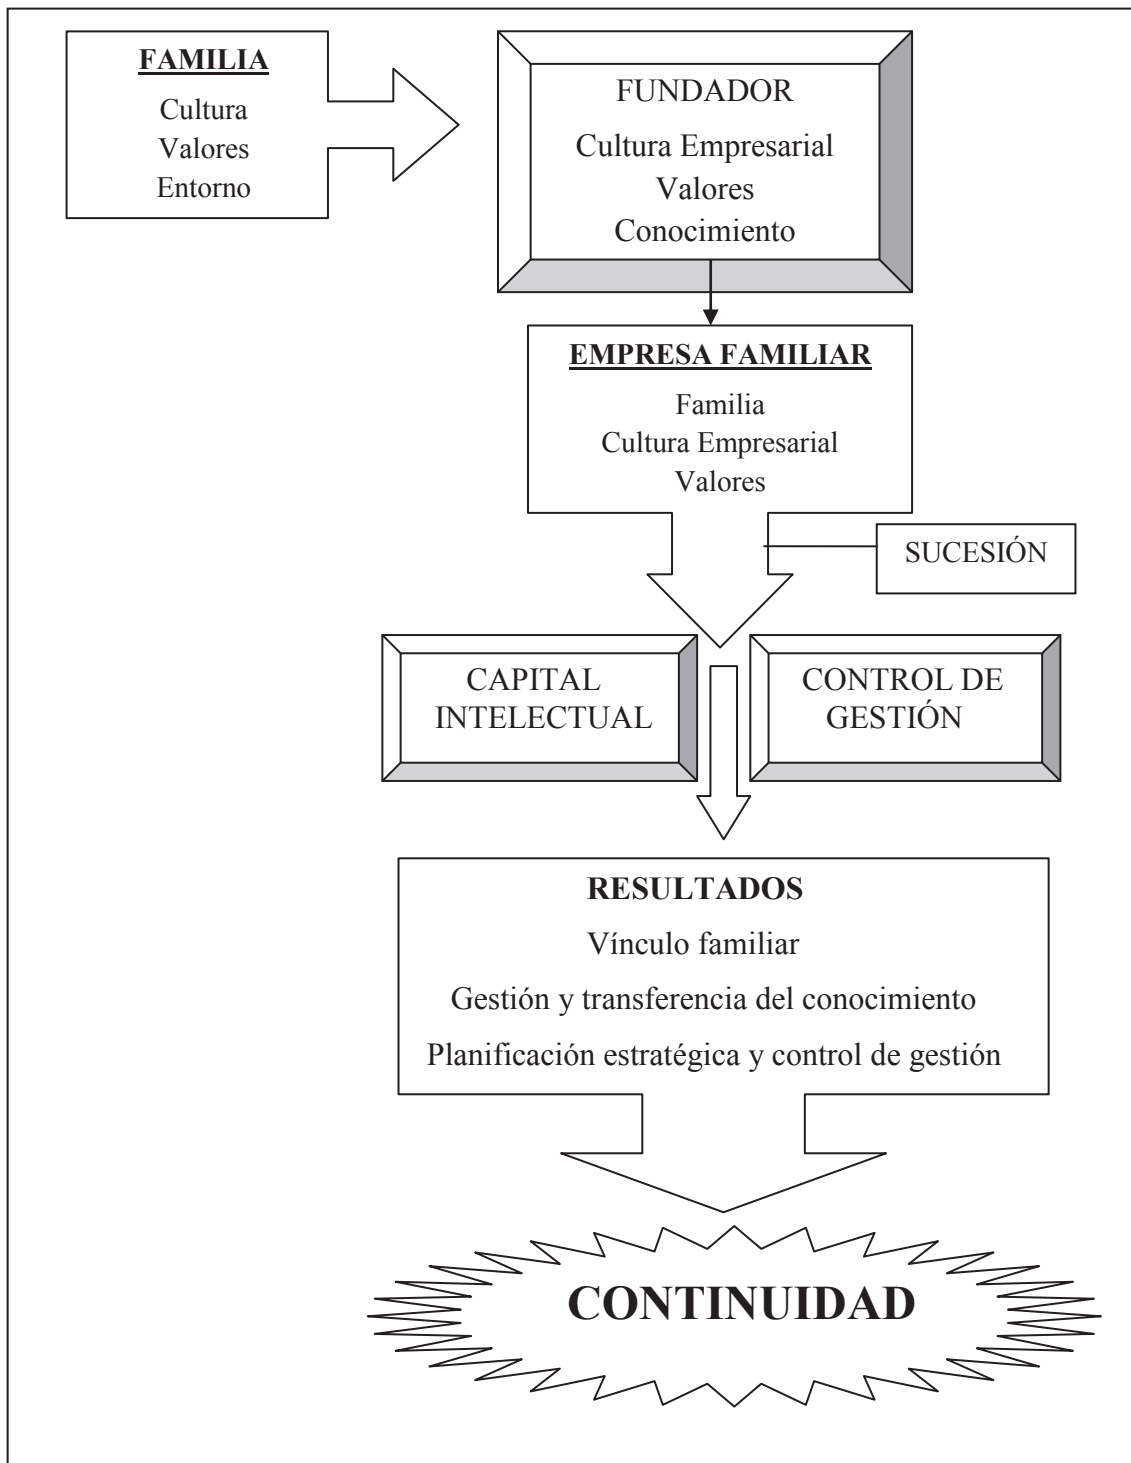 FAMILIA
Cultura
Valores
Entorno
FUNDADOR
Cultura Empresarial
Valores
Conocimiento
EMPRESA FAMILIAR
Familia
Cultura Empresarial
Valores
SUCESIÓN
CAPITAL
INTELECTUAL
CONTROL DE
GESTIÓN
RESULTADOS
Vínculo familiar
Gestión y transferencia del conocimiento
Planificación estratégica y control de gestión
CONTINUIDAD